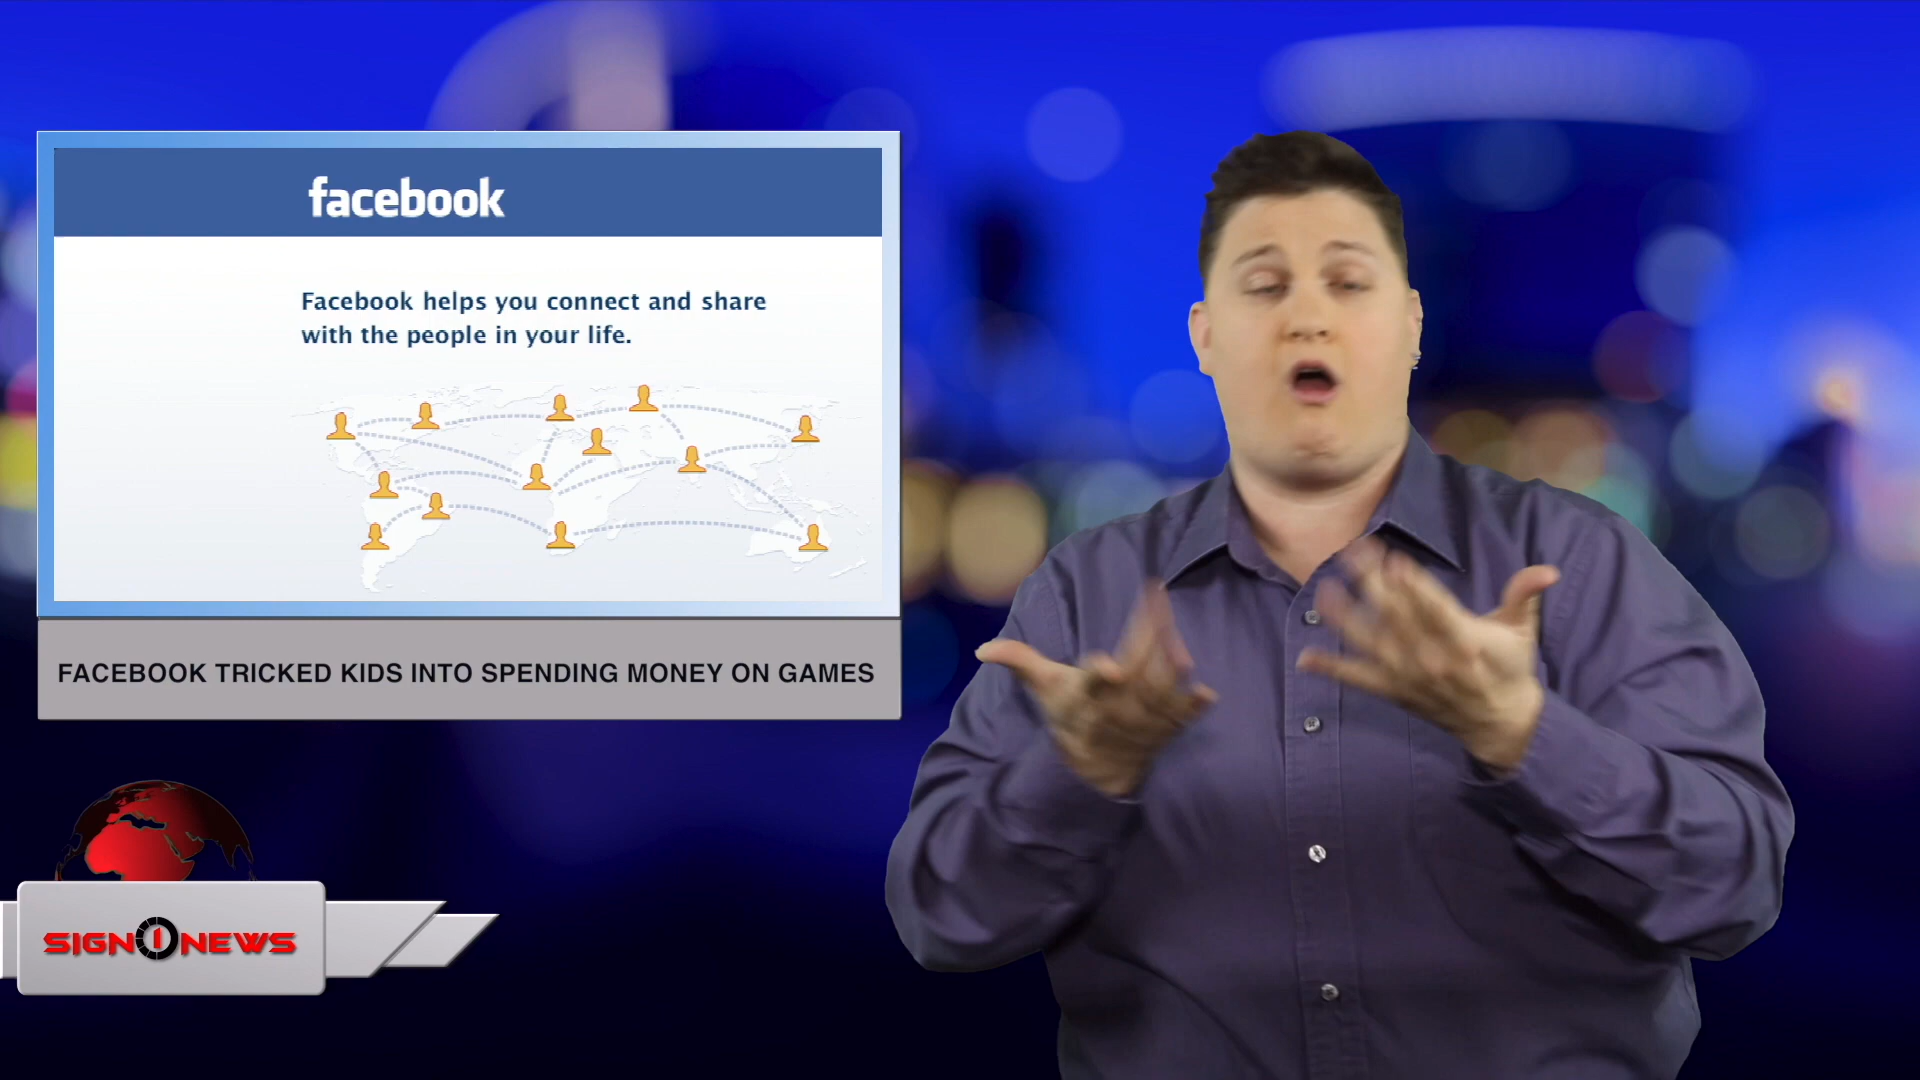 facebook
Facebook helps you connect and share
with the people in your life.
FACEBOOK TRICKED KIDS INTO SPENDING MONEY ON GAMES
SIGN1NEWS